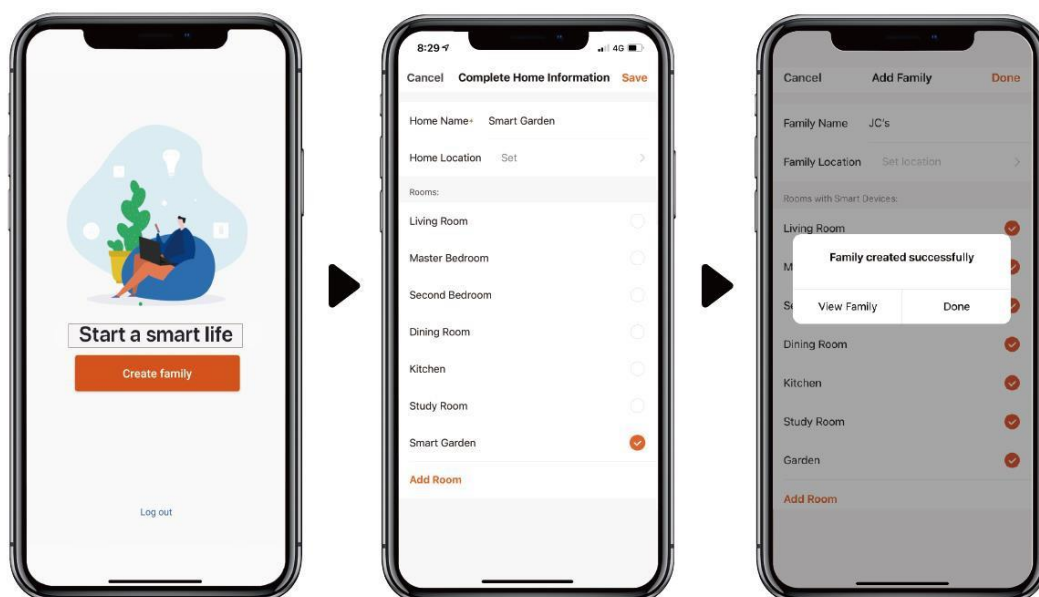 Start a smart life
Create family
Log out
8:29 4G
Cancel Complete Home Information Save
Home Name* Smart Garden
Home Location Set
Rooms:
Living Room
Master Bedroom
Second Bedroom
Dining Room
Kitchen
Study Room
Smart Garden
Add Room
Cancel Add Family Done
Family Name JC's
Family Location Set location
Rooms with Smart Devices:
Living Room
Family created successfully
M
Se
View Family Done
Dining Room
Kitchen
Study Room
Garden
Add Room